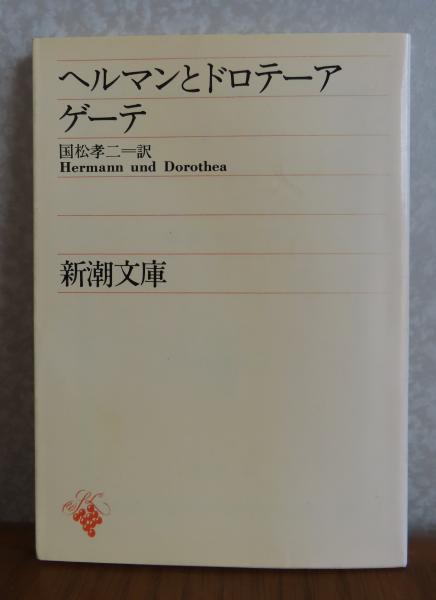 ヘルマンとドロテーア
ゲーテ
国松孝二＝訳
Hermann und Dorothea
新潮文庫